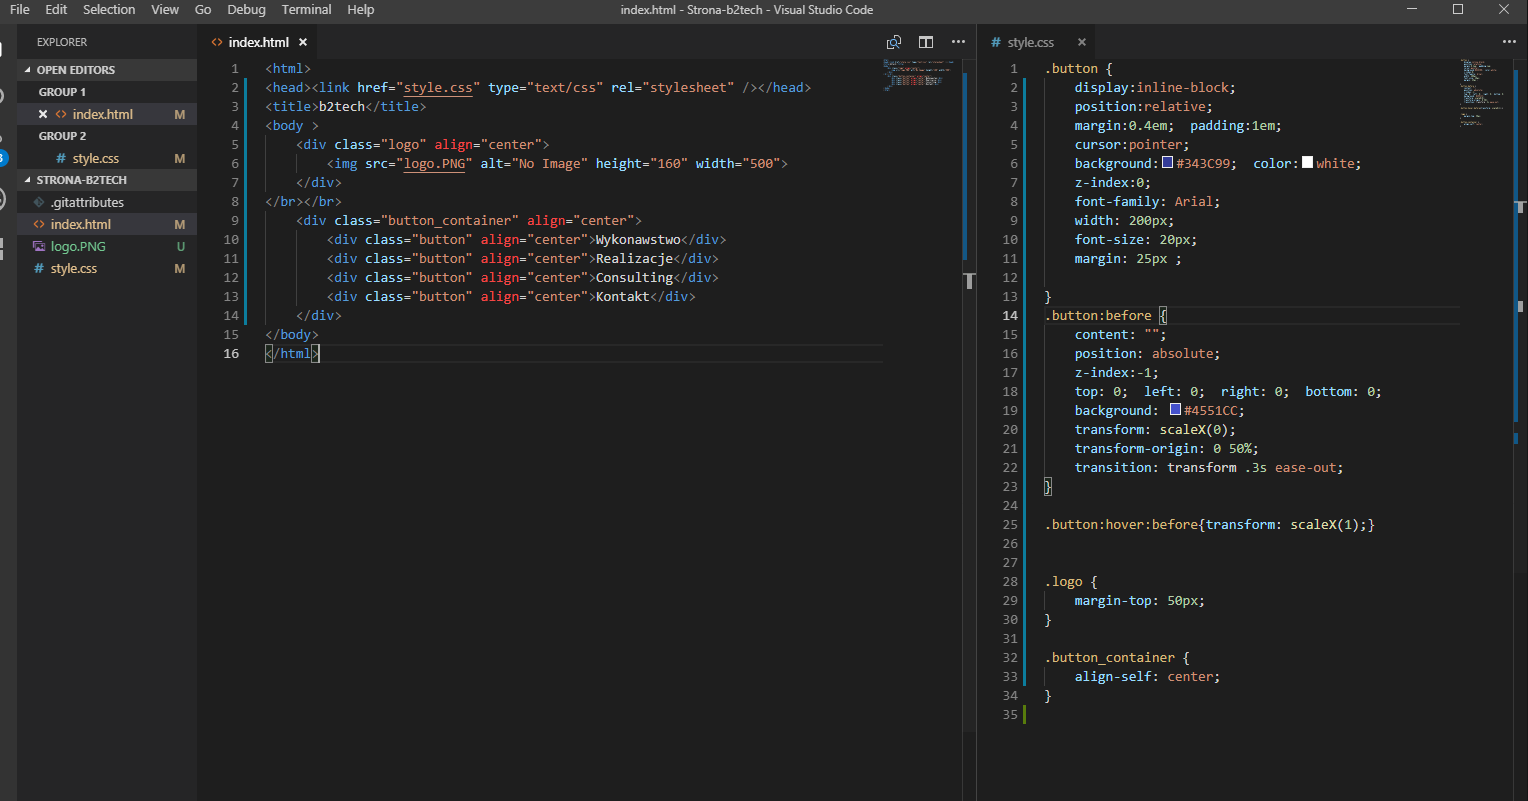 File Edit Selection View Go Debug Terminal Help
index.html - Strona-b2tech - Visual Studio Code
EXPLORER
OPEN EDITORS
GROUP 1
index.html M
GROUP 2
style.css M
STRONA-B2TECH
.gitattributes
index.html M
logo.PNG U
style.css M
index.html
1 <html>
2 <head><link href="style.css" type="text/css" rel="stylesheet" /></head>
3 <title>b2tech</title>
4 <body >
5 <div class="logo" align="center">
6 <img src="logo.PNG" alt="No Image" height="160" width="500">
7 </div>
8 </br></br>
9 <div class="button_container" align="center">
10 <div class="button" align="center">Wykonawstwo</div>
11 <div class="button" align="center">Realizacje</div>
12 <div class="button" align="center">Consulting</div>
13 <div class="button" align="center">Kontakt</div>
14 </div>
15 </body>
16 </html>
# style.css
1 .button {
2 display:inline-block;
3 position:relative;
4 margin:0.4em; padding:1em;
5 cursor:pointer;
6 background:#343C99; color:white;
7 z-index:0;
8 font-family: Arial;
9 width: 200px;
10 font-size: 20px;
11 margin: 25px ;
12
13 }
14 .button:before {
15 content: "";
16 position: absolute;
17 z-index:-1;
18 top: 0; left: 0; right: 0; bottom: 0;
19 background: #4551CC;
20 transform: scaleX(0);
21 transform-origin: 0 50%;
22 transition: transform .3s ease-out;
23 }
24
25 .button:hover:before{transform: scaleX(1);}
26
27
28 .logo {
29 margin-top: 50px;
30 }
31
32 .button_container {
33 align-self: center;
34 }
35